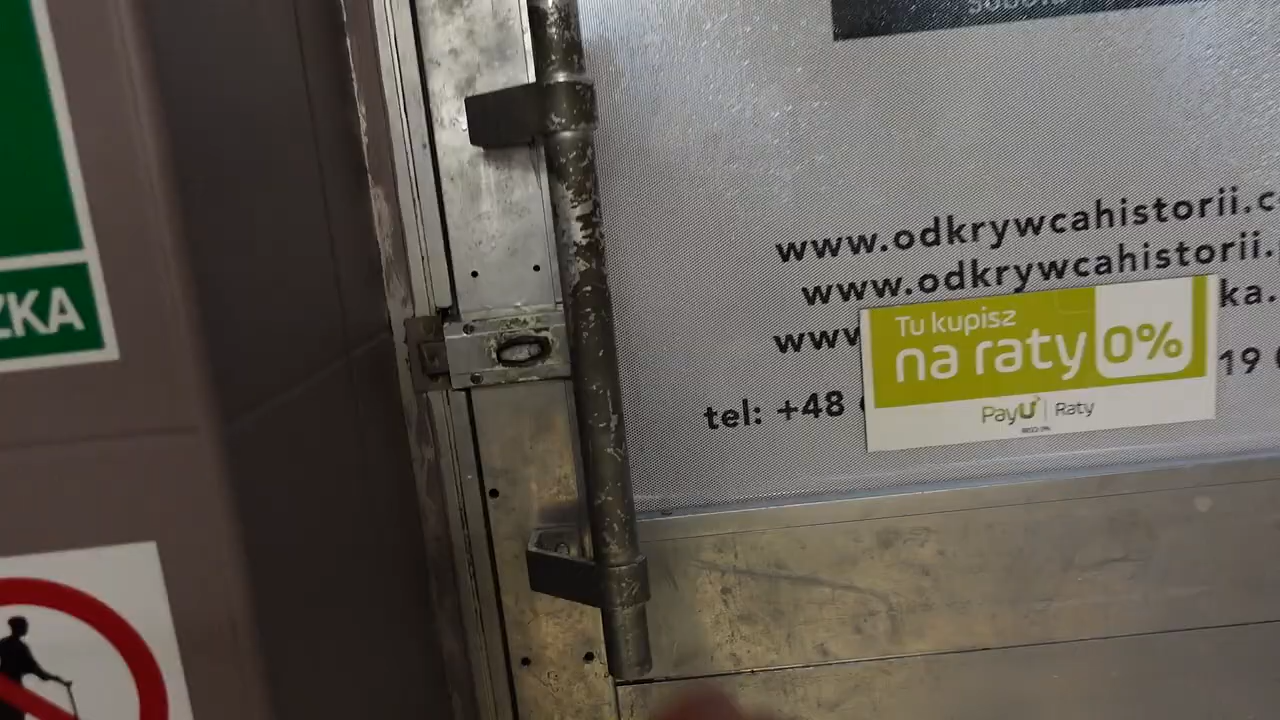 ZKA
www.odkrywcahistorii.c
www.odkrywcahistorii.
www
ka.
Tu kupisz
na raty 0%
PayU | Raty
tel: +48
19